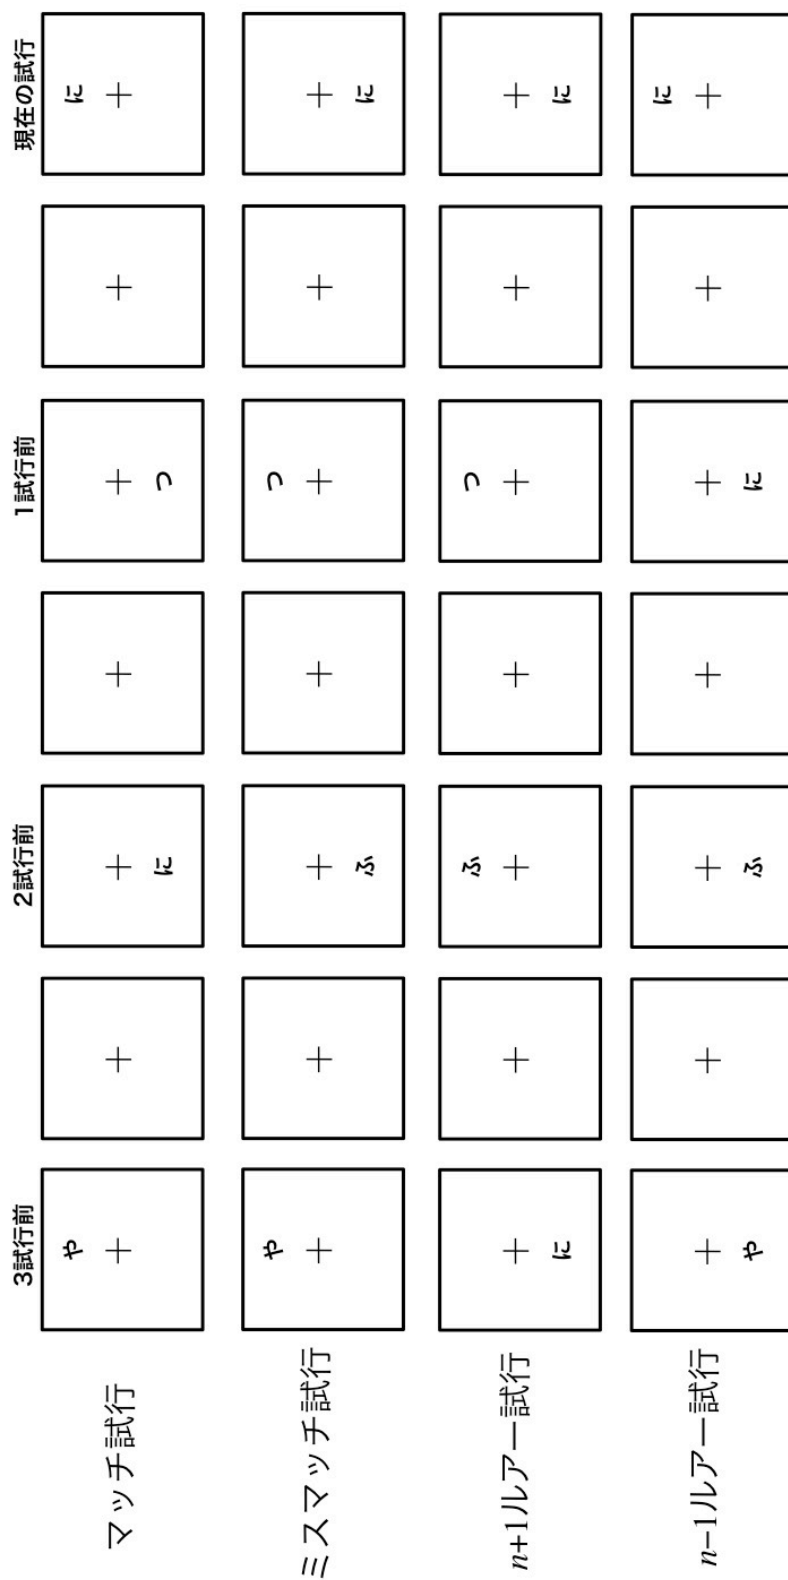 3試行前 2試行前 1試行前 現在の試行
マッチ試行 や に つ に
ミスマッチ試行 や ふ つ に
n+1ルアー試行 に ふ つ に
n−1ルアー試行 や ふ に に